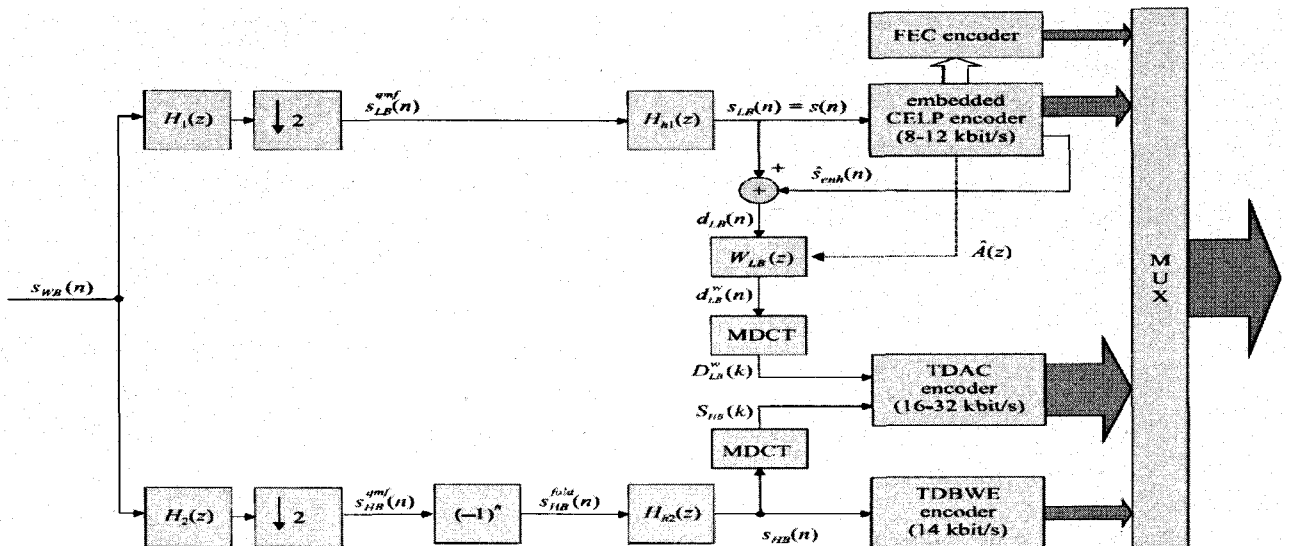 FEC encoder
H₁(z)
↓ 2
s_LB^qmf(n)
H_h1(z)
s_LB(n) = s(n)
embedded
CELP encoder
(8-12 kbit/s)
+
+
ŝ_enh(n)
d_LB(n)
W_LB(z)
Â(z)
d_LB^w(n)
MDCT
D_LB^w(k)
TDAC
encoder
(16-32 kbit/s)
S_HB(k)
MDCT
s_WB(n)
H₂(z)
↓ 2
s_HB^qmf(n)
(−1)ⁿ
s_HB^fold(n)
H_h2(z)
s_HB(n)
TDBWE
encoder
(14 kbit/s)
M
U
X